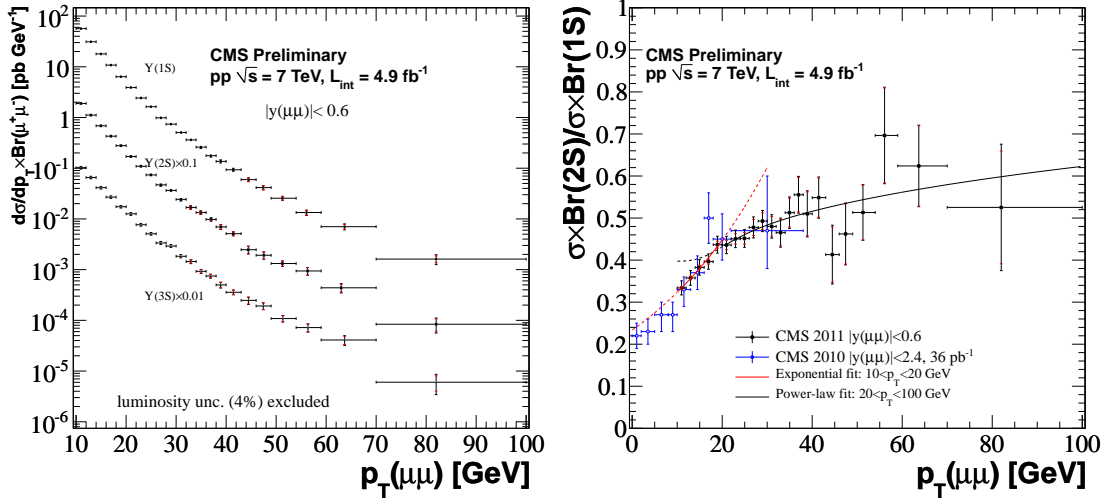 dσ/dp_T×Br(μ⁺μ⁻) [pb GeV⁻¹]
10²
10
1
10⁻¹
10⁻²
10⁻³
10⁻⁴
10⁻⁵
10⁻⁶
CMS Preliminary
pp √s = 7 TeV, L_int = 4.9 fb⁻¹
|y(μμ)|< 0.6
Υ(1S)
Υ(2S)×0.1
Υ(3S)×0.01
luminosity unc. (4%) excluded
10 20 30 40 50 60 70 80 90 100
p_T(μμ) [GeV]
σ×Br(2S)/σ×Br(1S)
1
0.9
0.8
0.7
0.6
0.5
0.4
0.3
0.2
0.1
0
CMS Preliminary
pp √s = 7 TeV, L_int = 4.9 fb⁻¹
CMS 2011 |y(μμ)|<0.6
CMS 2010 |y(μμ)|<2.4, 36 pb⁻¹
Exponential fit: 10<p_T<20 GeV
Power-law fit: 20<p_T<100 GeV
0 20 40 60 80 100
p_T(μμ) [GeV]